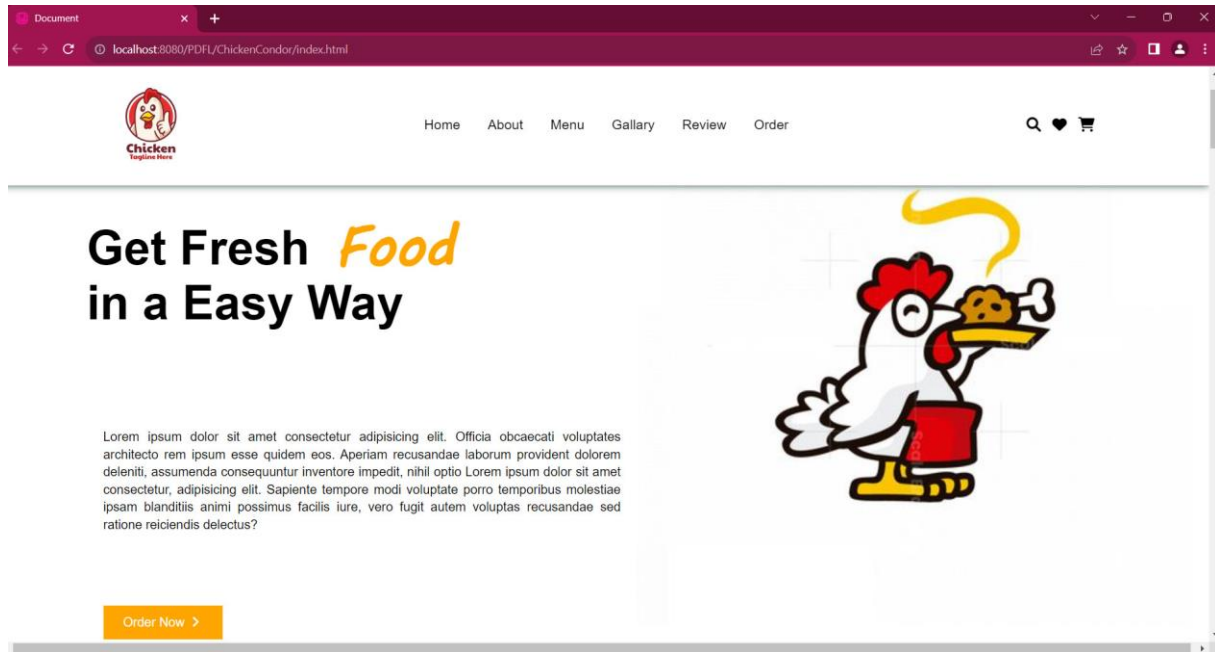 Document
localhost:8080/PDFL/ChickenCondor/index.html
Chicken
Tagline Here
Home About Menu Gallary Review Order
Get Fresh Food
in a Easy Way
Lorem ipsum dolor sit amet consectetur adipisicing elit. Officia obcaecati voluptates
architecto rem ipsum esse quidem eos. Aperiam recusandae laborum provident dolorem
deleniti, assumenda consequuntur inventore impedit, nihil optio Lorem ipsum dolor sit amet
consectetur, adipisicing elit. Sapiente tempore modi voluptate porro temporibus molestiae
ipsam blanditiis animi possimus facilis iure, vero fugit autem voluptas recusandae sed
ratione reiciendis delectus?
Order Now